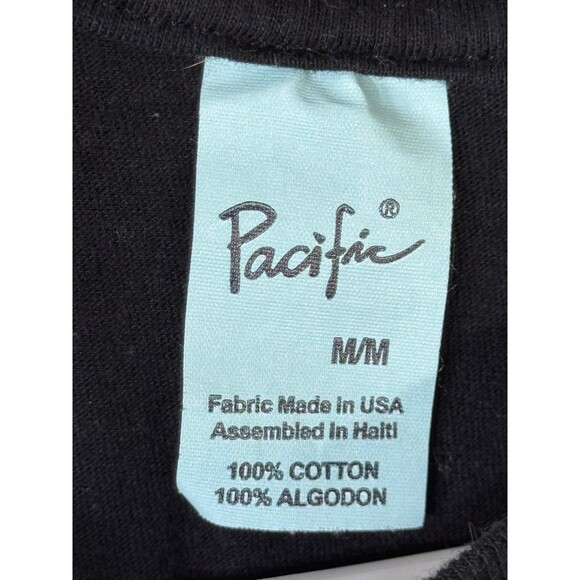 Pacific®
M/M
Fabric Made in USA
Assembled in Haiti
100% COTTON
100% ALGODON